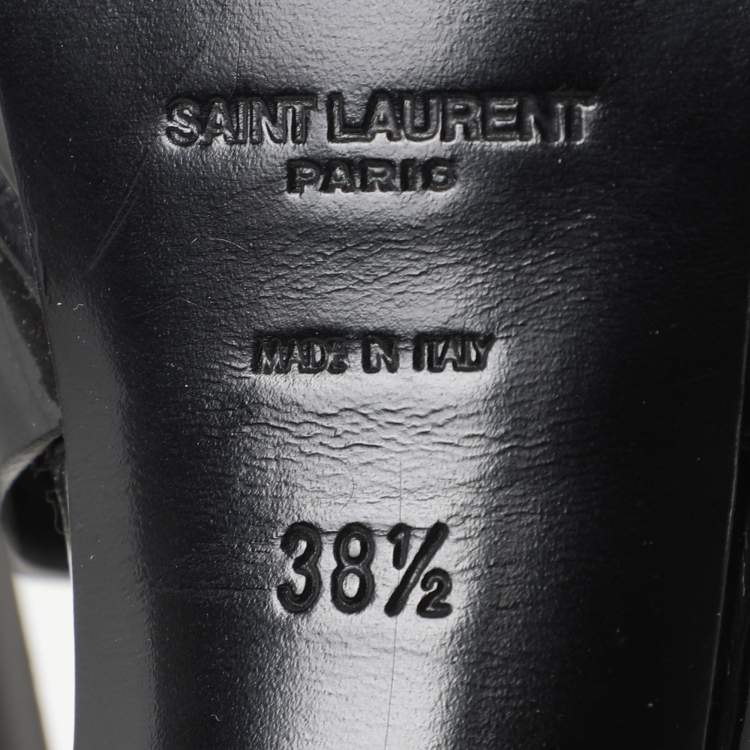 SAINT LAURENT
PARIS
MADE IN ITALY
38½